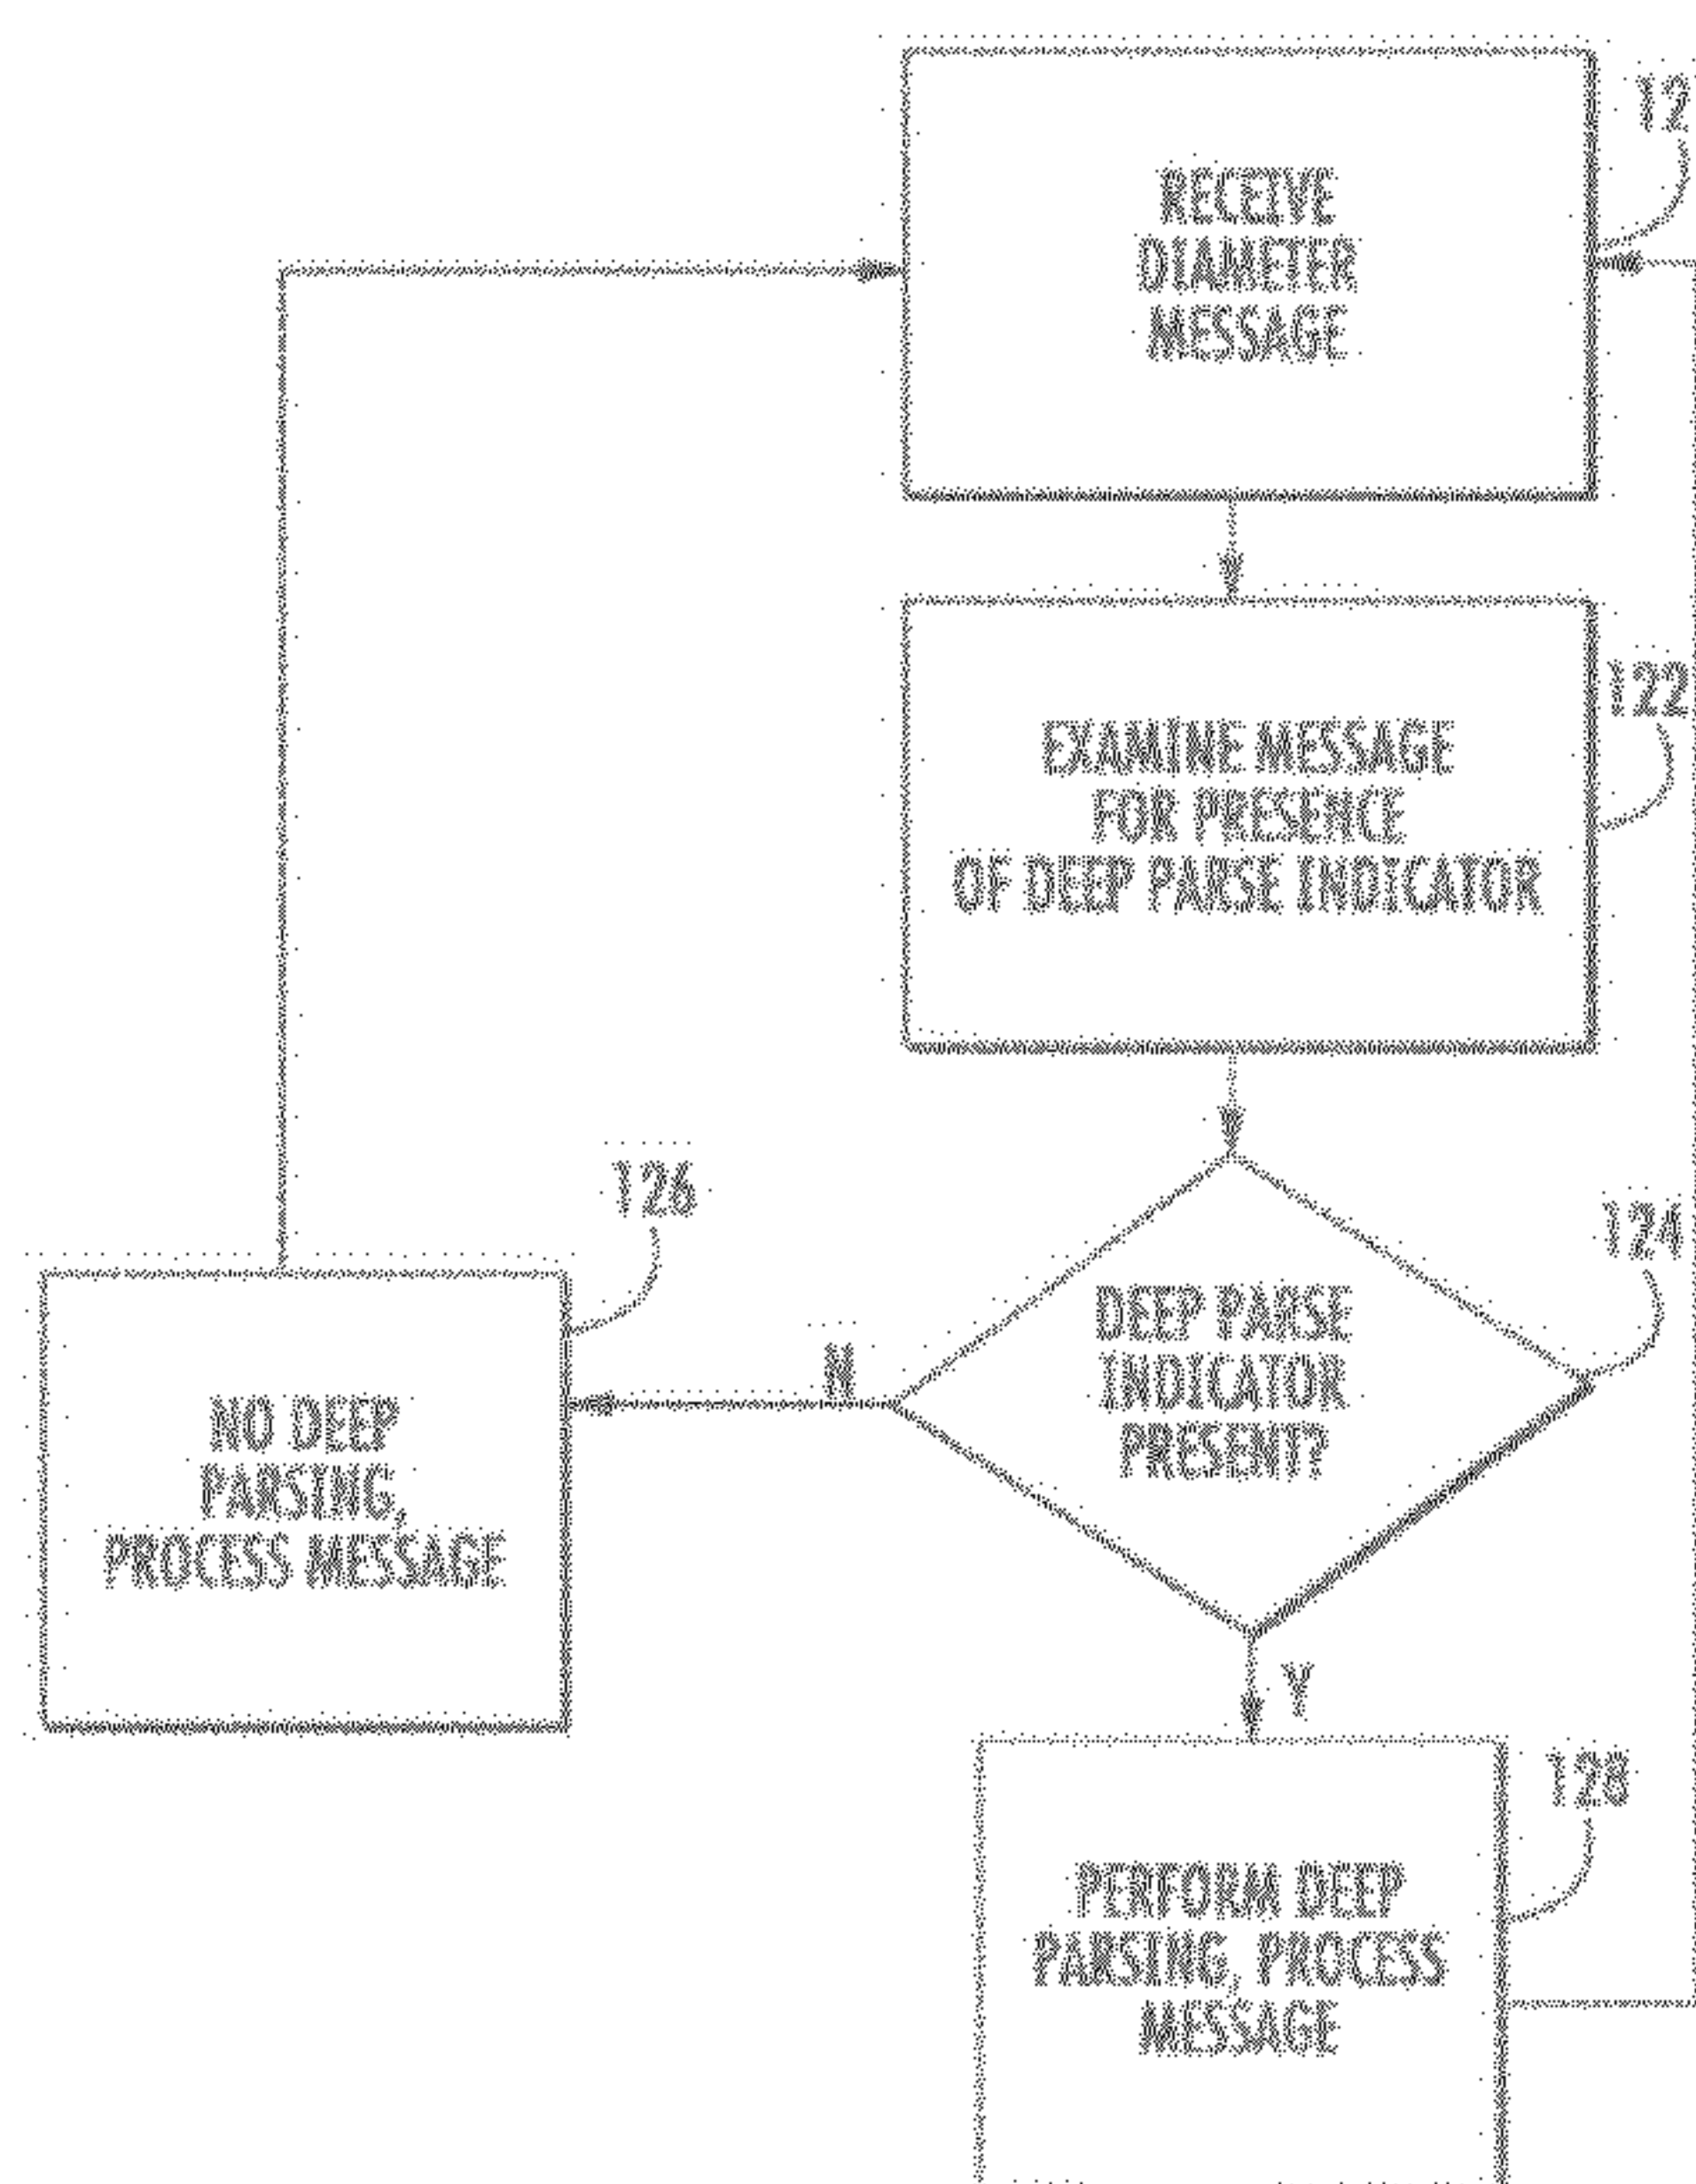 12
RECEIVE
DIAMETER
MESSAGE
122
EXAMINE MESSAGE
FOR PRESENCE
OF DEEP PARSE INDICATOR
126
124
DEEP PARSE
INDICATOR
PRESENT?
N
NO DEEP
PARSING,
PROCESS MESSAGE
Y
128
PERFORM DEEP
PARSING, PROCESS
MESSAGE